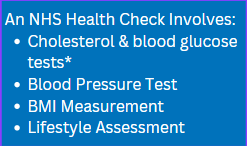 An NHS Health Check Involves:
• Cholesterol & blood glucose
tests*
• Blood Pressure Test
• BMI Measurement
• Lifestyle Assessment